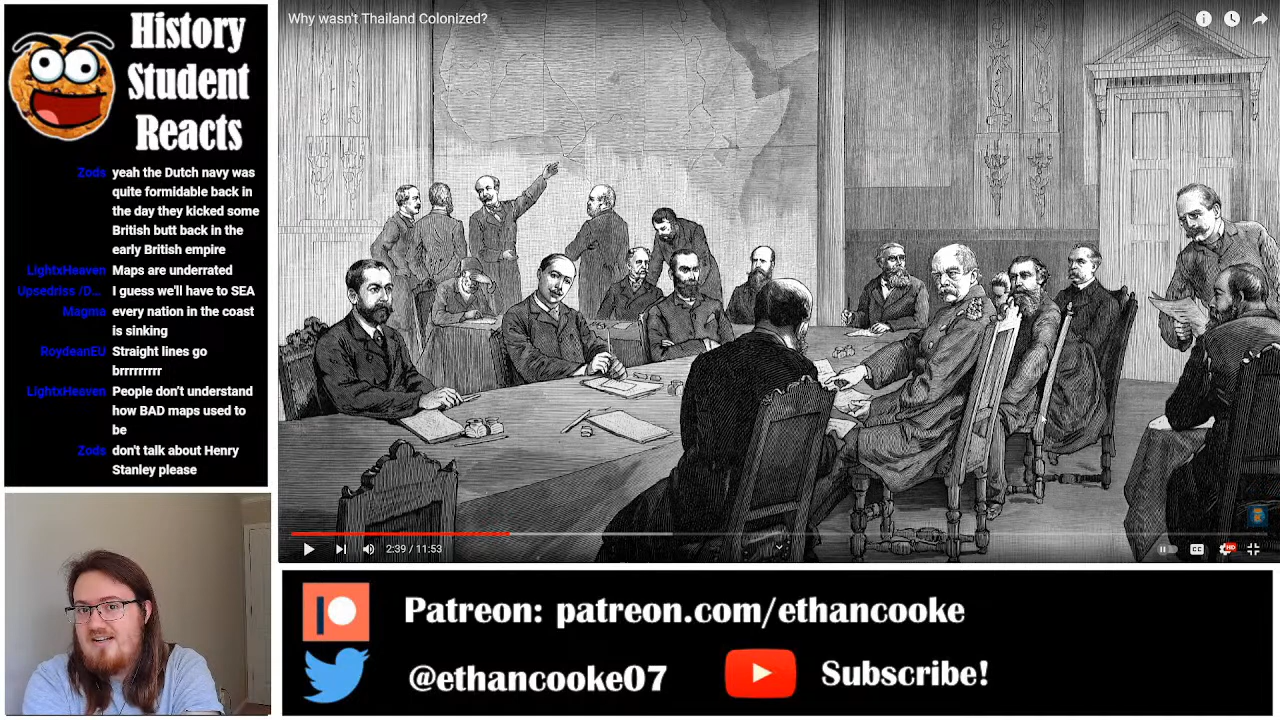 History
Student
Reacts
Zods yeah the Dutch navy was
quite formidable back in
the day they kicked some
British butt back in the
early British empire
LightxHeaven Maps are underrated
Upsedriss /D... I guess we'll have to SEA
Magma every nation in the coast
is sinking
RoydeanEU Straight lines go
brrrrrrrrr
LightxHeaven People don't understand
how BAD maps used to
be
Zods don't talk about Henry
Stanley please
Why wasn't Thailand Colonized?
2:39 / 11:53
CC
HD
Patreon: patreon.com/ethancooke
@ethancooke07
Subscribe!